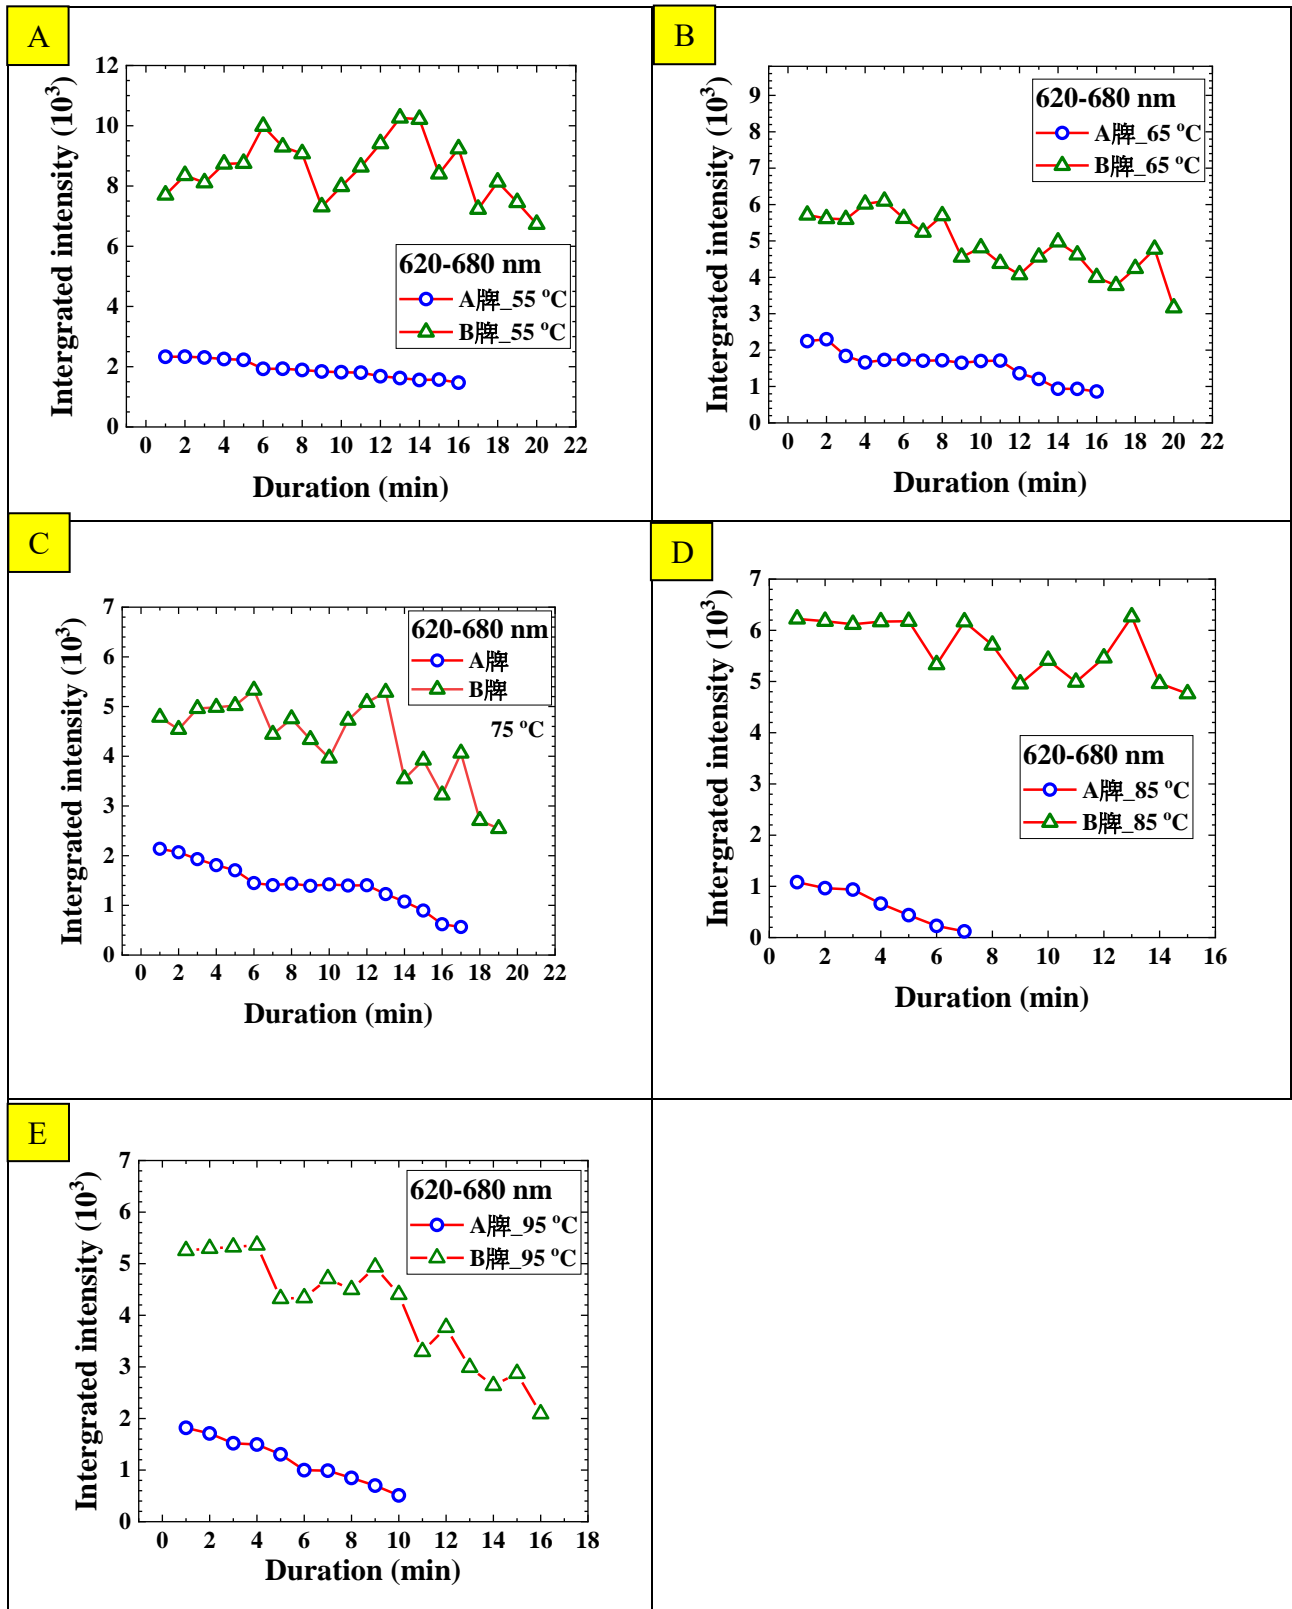 A
12
10
8
6
4
2
0
Intergrated intensity (10³)
620-680 nm
A牌_55 ºC
B牌_55 ºC
0 2 4 6 8 10 12 14 16 18 20 22
Duration (min)
B
9
8
7
6
5
4
3
2
1
0
Intergrated intensity (10³)
620-680 nm
A牌_65 ºC
B牌_65 ºC
0 2 4 6 8 10 12 14 16 18 20 22
Duration (min)
C
7
6
5
4
3
2
1
0
Intergrated intensity (10³)
620-680 nm
A牌
B牌
75 ºC
0 2 4 6 8 10 12 14 16 18 20 22
Duration (min)
D
7
6
5
4
3
2
1
0
Intergrated intensity (10³)
620-680 nm
A牌_85 ºC
B牌_85 ºC
0 2 4 6 8 10 12 14 16
Duration (min)
E
7
6
5
4
3
2
1
0
Intergrated intensity (10³)
620-680 nm
A牌_95 ºC
B牌_95 ºC
0 2 4 6 8 10 12 14 16 18
Duration (min)